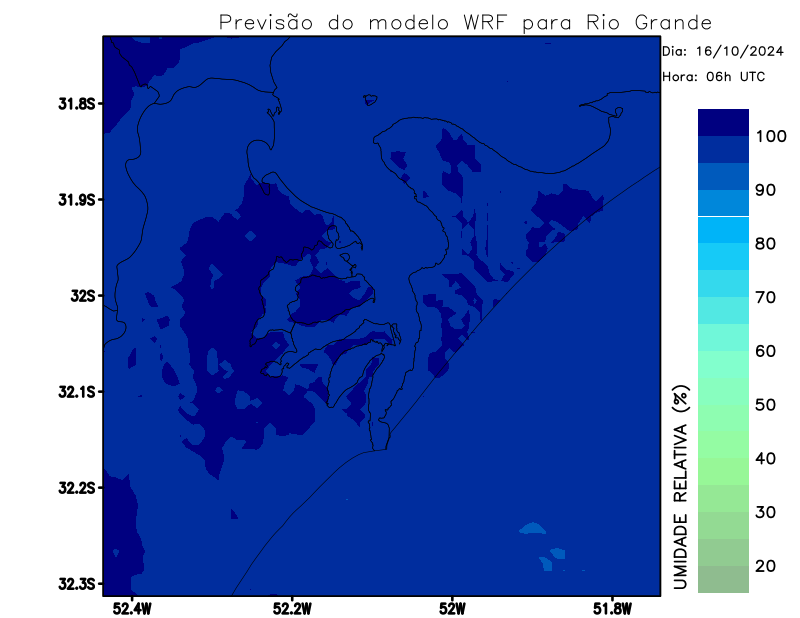 Previsão do modelo WRF para Rio Grande
Dia: 16/10/2024
Hora: 06h UTC
31.8S
31.9S
32S
32.1S
32.2S
32.3S
52.4W
52.2W
52W
51.8W
100
90
80
70
60
50
40
30
20
UMIDADE RELATIVA (%)